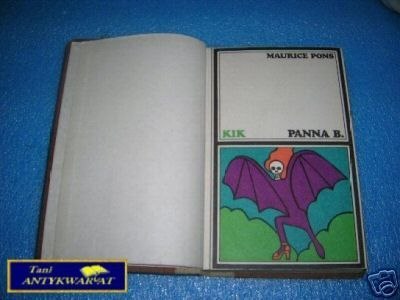 MAURICE PONS
KIK PANNA B.
Tani
ANTYKWARIAT